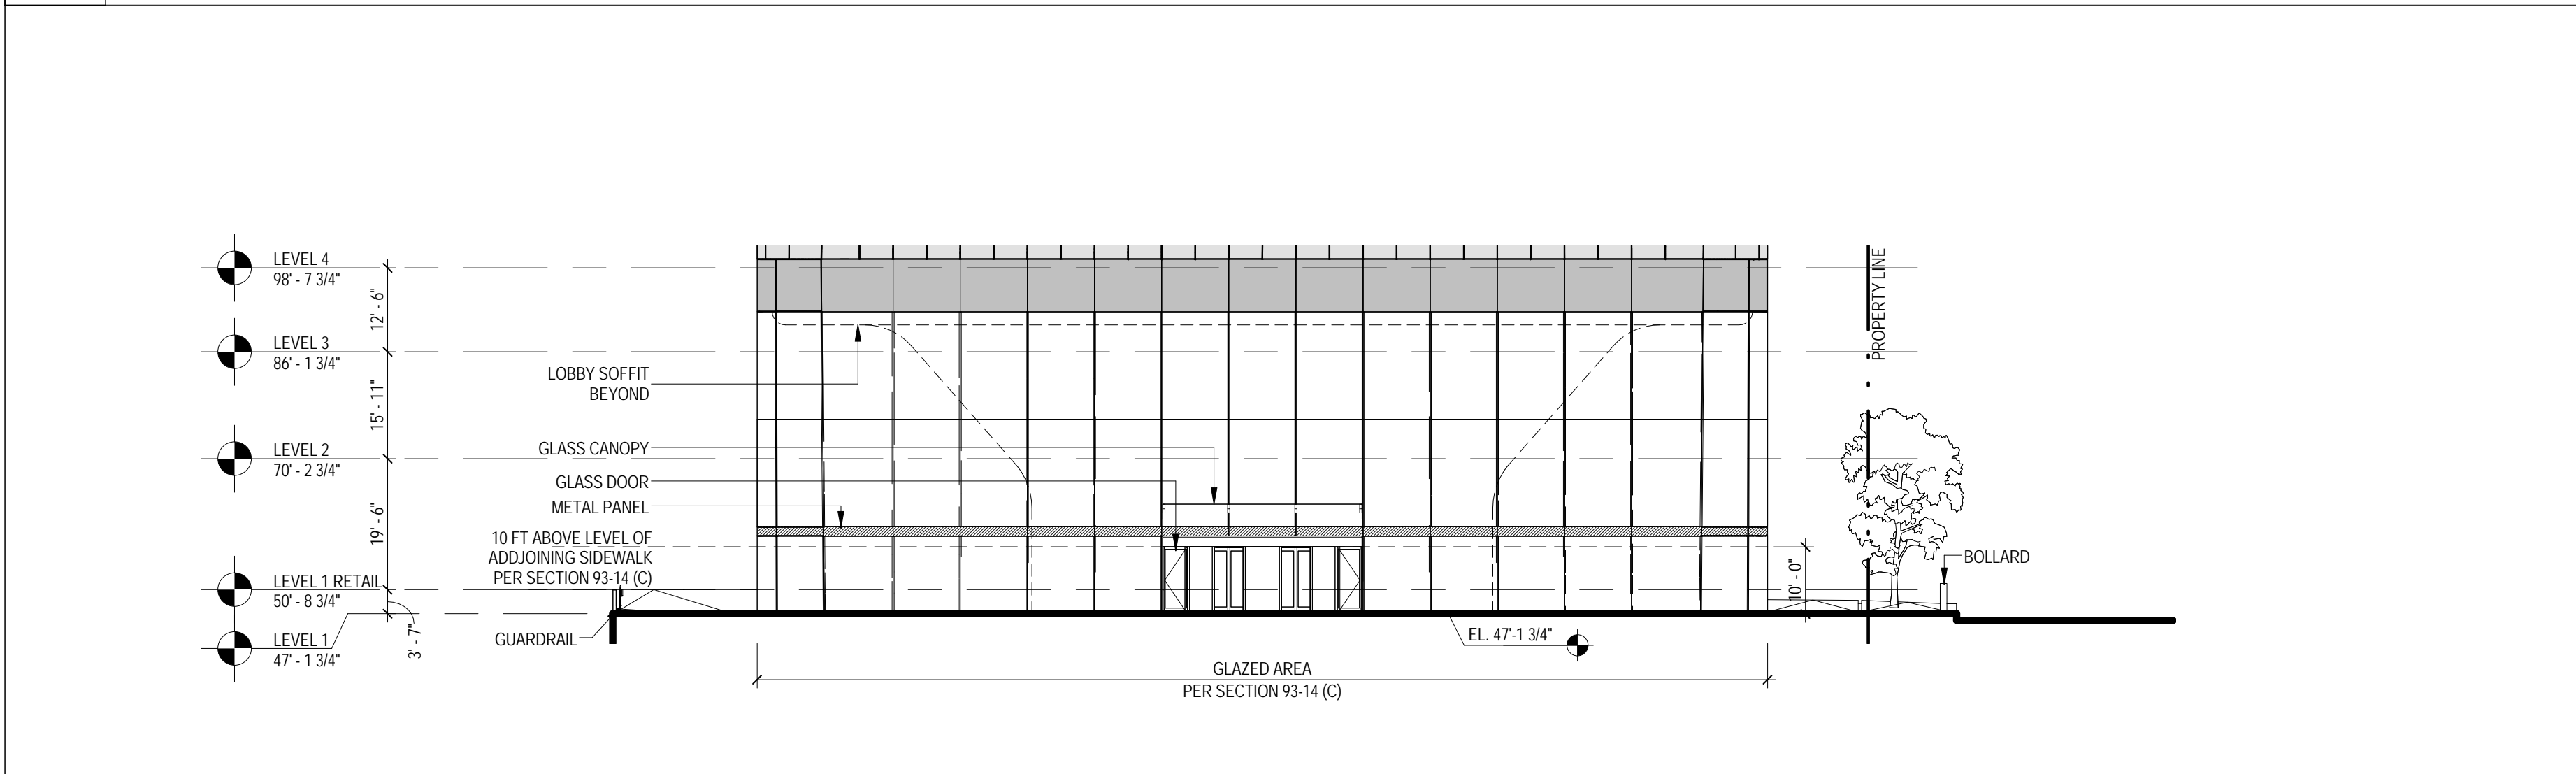 LEVEL 4
98' - 7 3/4"
12' - 6"
LEVEL 3
86' - 1 3/4"
15' - 11"
LEVEL 2
70' - 2 3/4"
19' - 6"
LEVEL 1 RETAIL
50' - 8 3/4"
3' - 7"
LEVEL 1
47' - 1 3/4"
LOBBY SOFFIT
BEYOND
GLASS CANOPY
GLASS DOOR
METAL PANEL
10 FT ABOVE LEVEL OF
ADDJOINING SIDEWALK
PER SECTION 93-14 (C)
GUARDRAIL
EL. 47'-1 3/4"
GLAZED AREA
PER SECTION 93-14 (C)
10' - 0"
PROPERTY LINE
BOLLARD